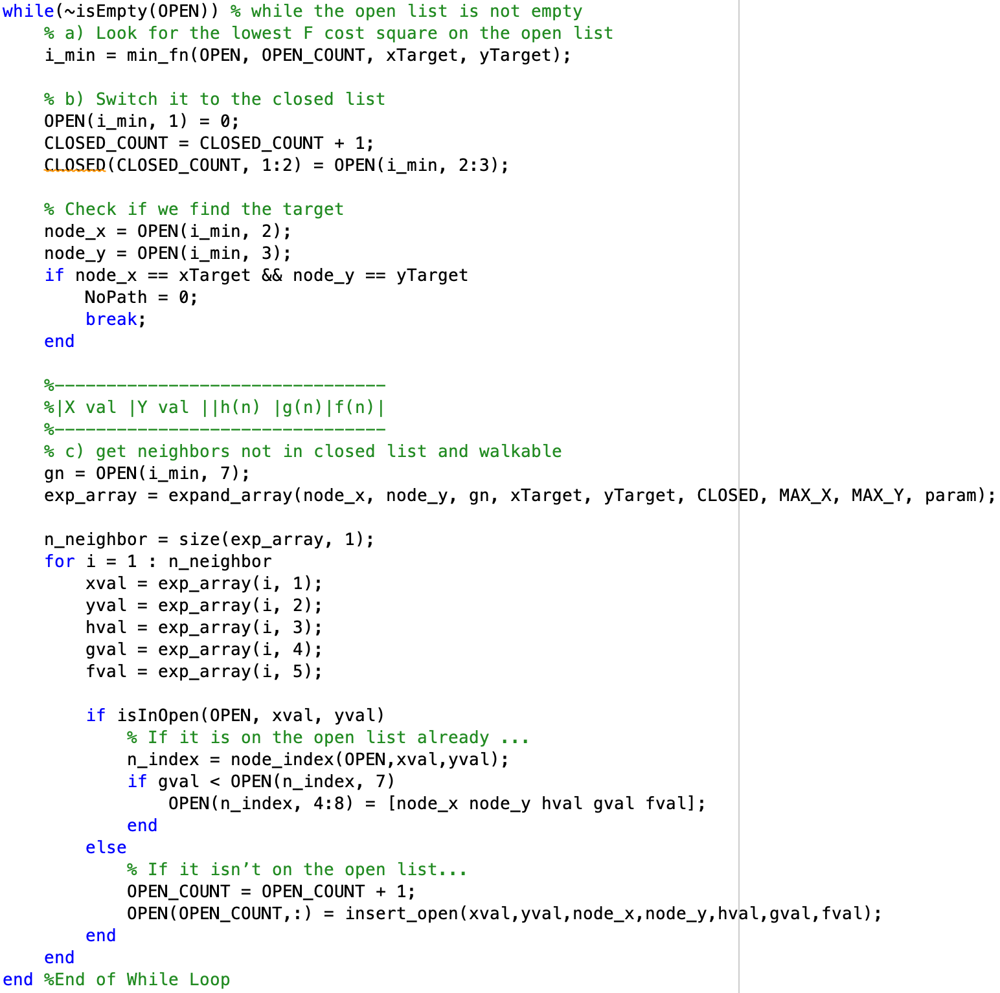 while(~isEmpty(OPEN)) % while the open list is not empty
    % a) Look for the lowest F cost square on the open list
    i_min = min_fn(OPEN, OPEN_COUNT, xTarget, yTarget);

    % b) Switch it to the closed list
    OPEN(i_min, 1) = 0;
    CLOSED_COUNT = CLOSED_COUNT + 1;
    CLOSED(CLOSED_COUNT, 1:2) = OPEN(i_min, 2:3);

    % Check if we find the target
    node_x = OPEN(i_min, 2);
    node_y = OPEN(i_min, 3);
    if node_x == xTarget && node_y == yTarget
        NoPath = 0;
        break;
    end

    %--------------------------------
    %|X val |Y val ||h(n) |g(n)|f(n)|
    %--------------------------------
    % c) get neighbors not in closed list and walkable
    gn = OPEN(i_min, 7);
    exp_array = expand_array(node_x, node_y, gn, xTarget, yTarget, CLOSED, MAX_X, MAX_Y, param);

    n_neighbor = size(exp_array, 1);
    for i = 1 : n_neighbor
        xval = exp_array(i, 1);
        yval = exp_array(i, 2);
        hval = exp_array(i, 3);
        gval = exp_array(i, 4);
        fval = exp_array(i, 5);

        if isInOpen(OPEN, xval, yval)
            % If it is on the open list already ...
            n_index = node_index(OPEN,xval,yval);
            if gval < OPEN(n_index, 7)
                OPEN(n_index, 4:8) = [node_x node_y hval gval fval];
            end
        else
            % If it isn’t on the open list...
            OPEN_COUNT = OPEN_COUNT + 1;
            OPEN(OPEN_COUNT,:) = insert_open(xval,yval,node_x,node_y,hval,gval,fval);
        end
    end
end %End of While Loop